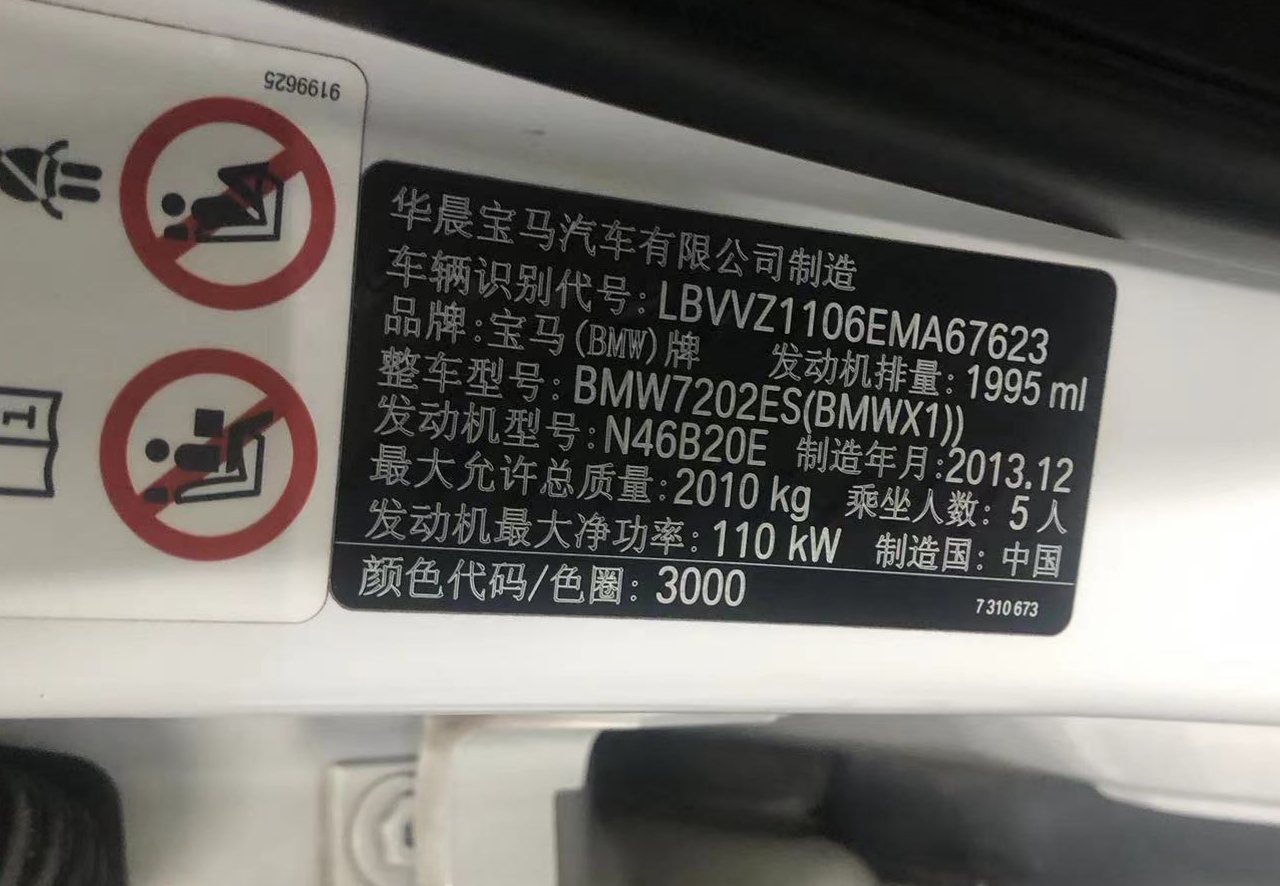 9199625
华晨宝马汽车有限公司制造
车辆识别代号: LBVVZ1106EMA67623
品牌:宝马(BMW)牌 发动机排量: 1995 ml
整车型号: BMW7202ES(BMWX1))
发动机型号: N46B20E 制造年月:2013.12
最大允许总质量: 2010 kg 乘坐人数: 5人
发动机最大净功率: 110 kW 制造国: 中国
颜色代码/色圈: 3000 7 310 673